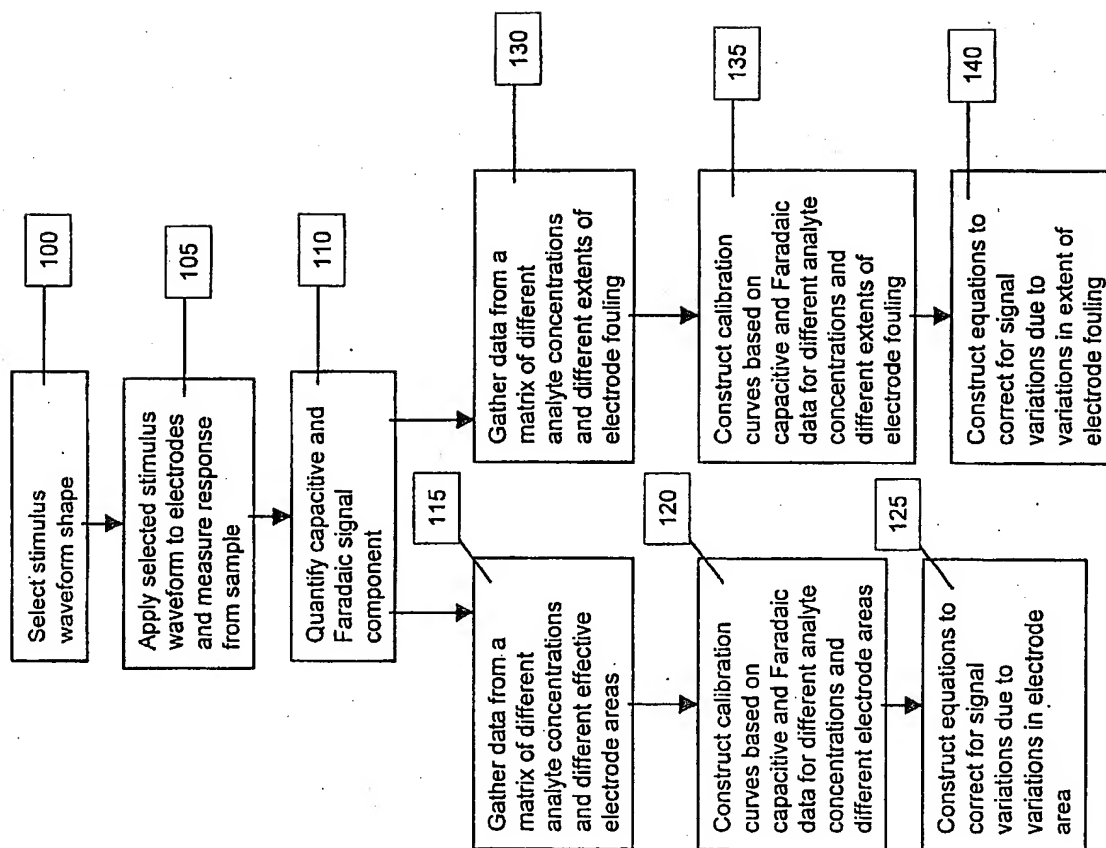 100
Select stimulus
waveform shape
105
Apply selected stimulus
waveform to electrodes
and measure response
from sample
110
Quantify capacitive and
Faradaic signal
component
115
Gather data from a
matrix of different
analyte concentrations
and different effective
electrode areas
120
Construct calibration
curves based on
capacitive and Faradaic
data for different analyte
concentrations and
different electrode areas
125
Construct equations to
correct for signal
variations due to
variations in electrode
area
130
Gather data from a
matrix of different
analyte concentrations
and different extents of
electrode fouling
135
Construct calibration
curves based on
capacitive and Faradaic
data for different analyte
concentrations and
different extents of
electrode fouling
140
Construct equations to
correct for signal
variations due to
variations in extent of
electrode fouling